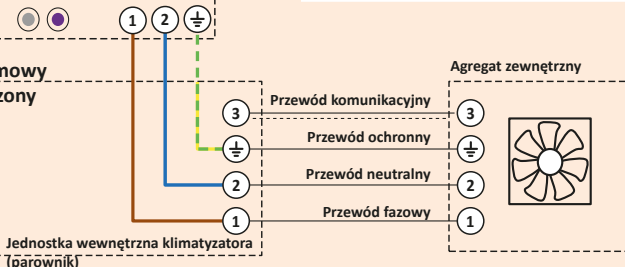 1 2
mowy
zony
Agregat zewnętrzny
3 Przewód komunikacyjny 3
Przewód ochronny
2 Przewód neutralny 2
1 Przewód fazowy 1
Jednostka wewnętrzna klimatyzatora
(parownik)